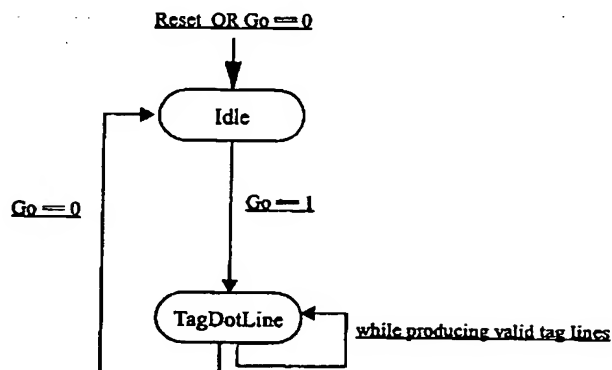 Reset OR Go == 0
Idle
Go == 0
Go == 1
TagDotLine
while producing valid tag lines